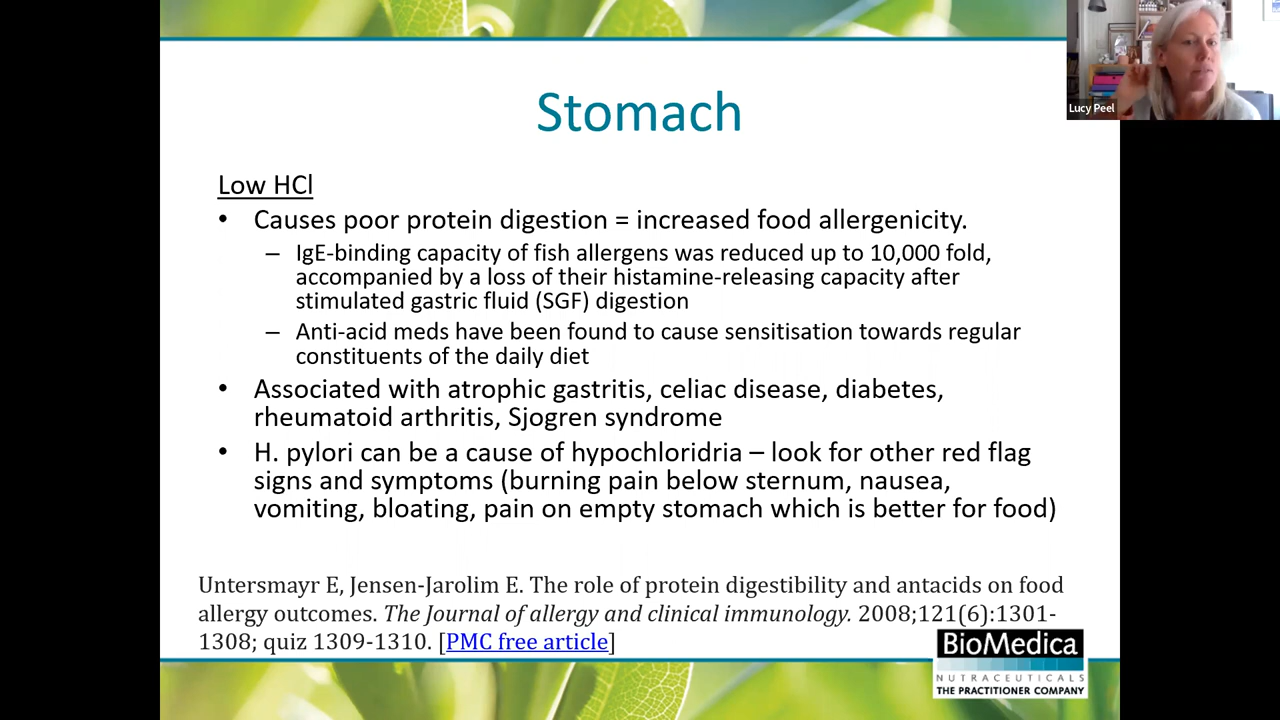 Stomach
Lucy Peel
Low HCl
• Causes poor protein digestion = increased food allergenicity.
– IgE-binding capacity of fish allergens was reduced up to 10,000 fold,
accompanied by a loss of their histamine-releasing capacity after
stimulated gastric fluid (SGF) digestion
– Anti-acid meds have been found to cause sensitisation towards regular
constituents of the daily diet
• Associated with atrophic gastritis, celiac disease, diabetes,
rheumatoid arthritis, Sjogren syndrome
• H. pylori can be a cause of hypochloridria – look for other red flag
signs and symptoms (burning pain below sternum, nausea,
vomiting, bloating, pain on empty stomach which is better for food)
Untersmayr E, Jensen-Jarolim E. The role of protein digestibility and antacids on food
allergy outcomes. The Journal of allergy and clinical immunology. 2008;121(6):1301-
1308; quiz 1309-1310. [PMC free article]
BioMedica
NUTRACEUTICALS
THE PRACTITIONER COMPANY